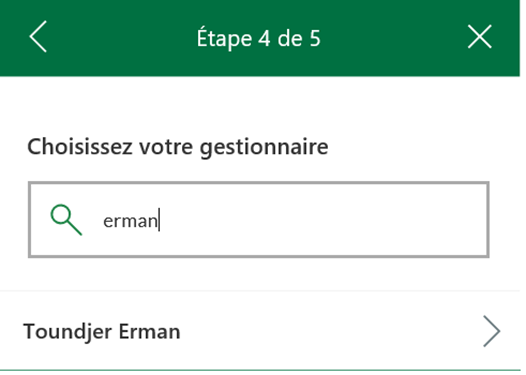 Étape 4 de 5
Choisissez votre gestionnaire
erman
Toundjer Erman